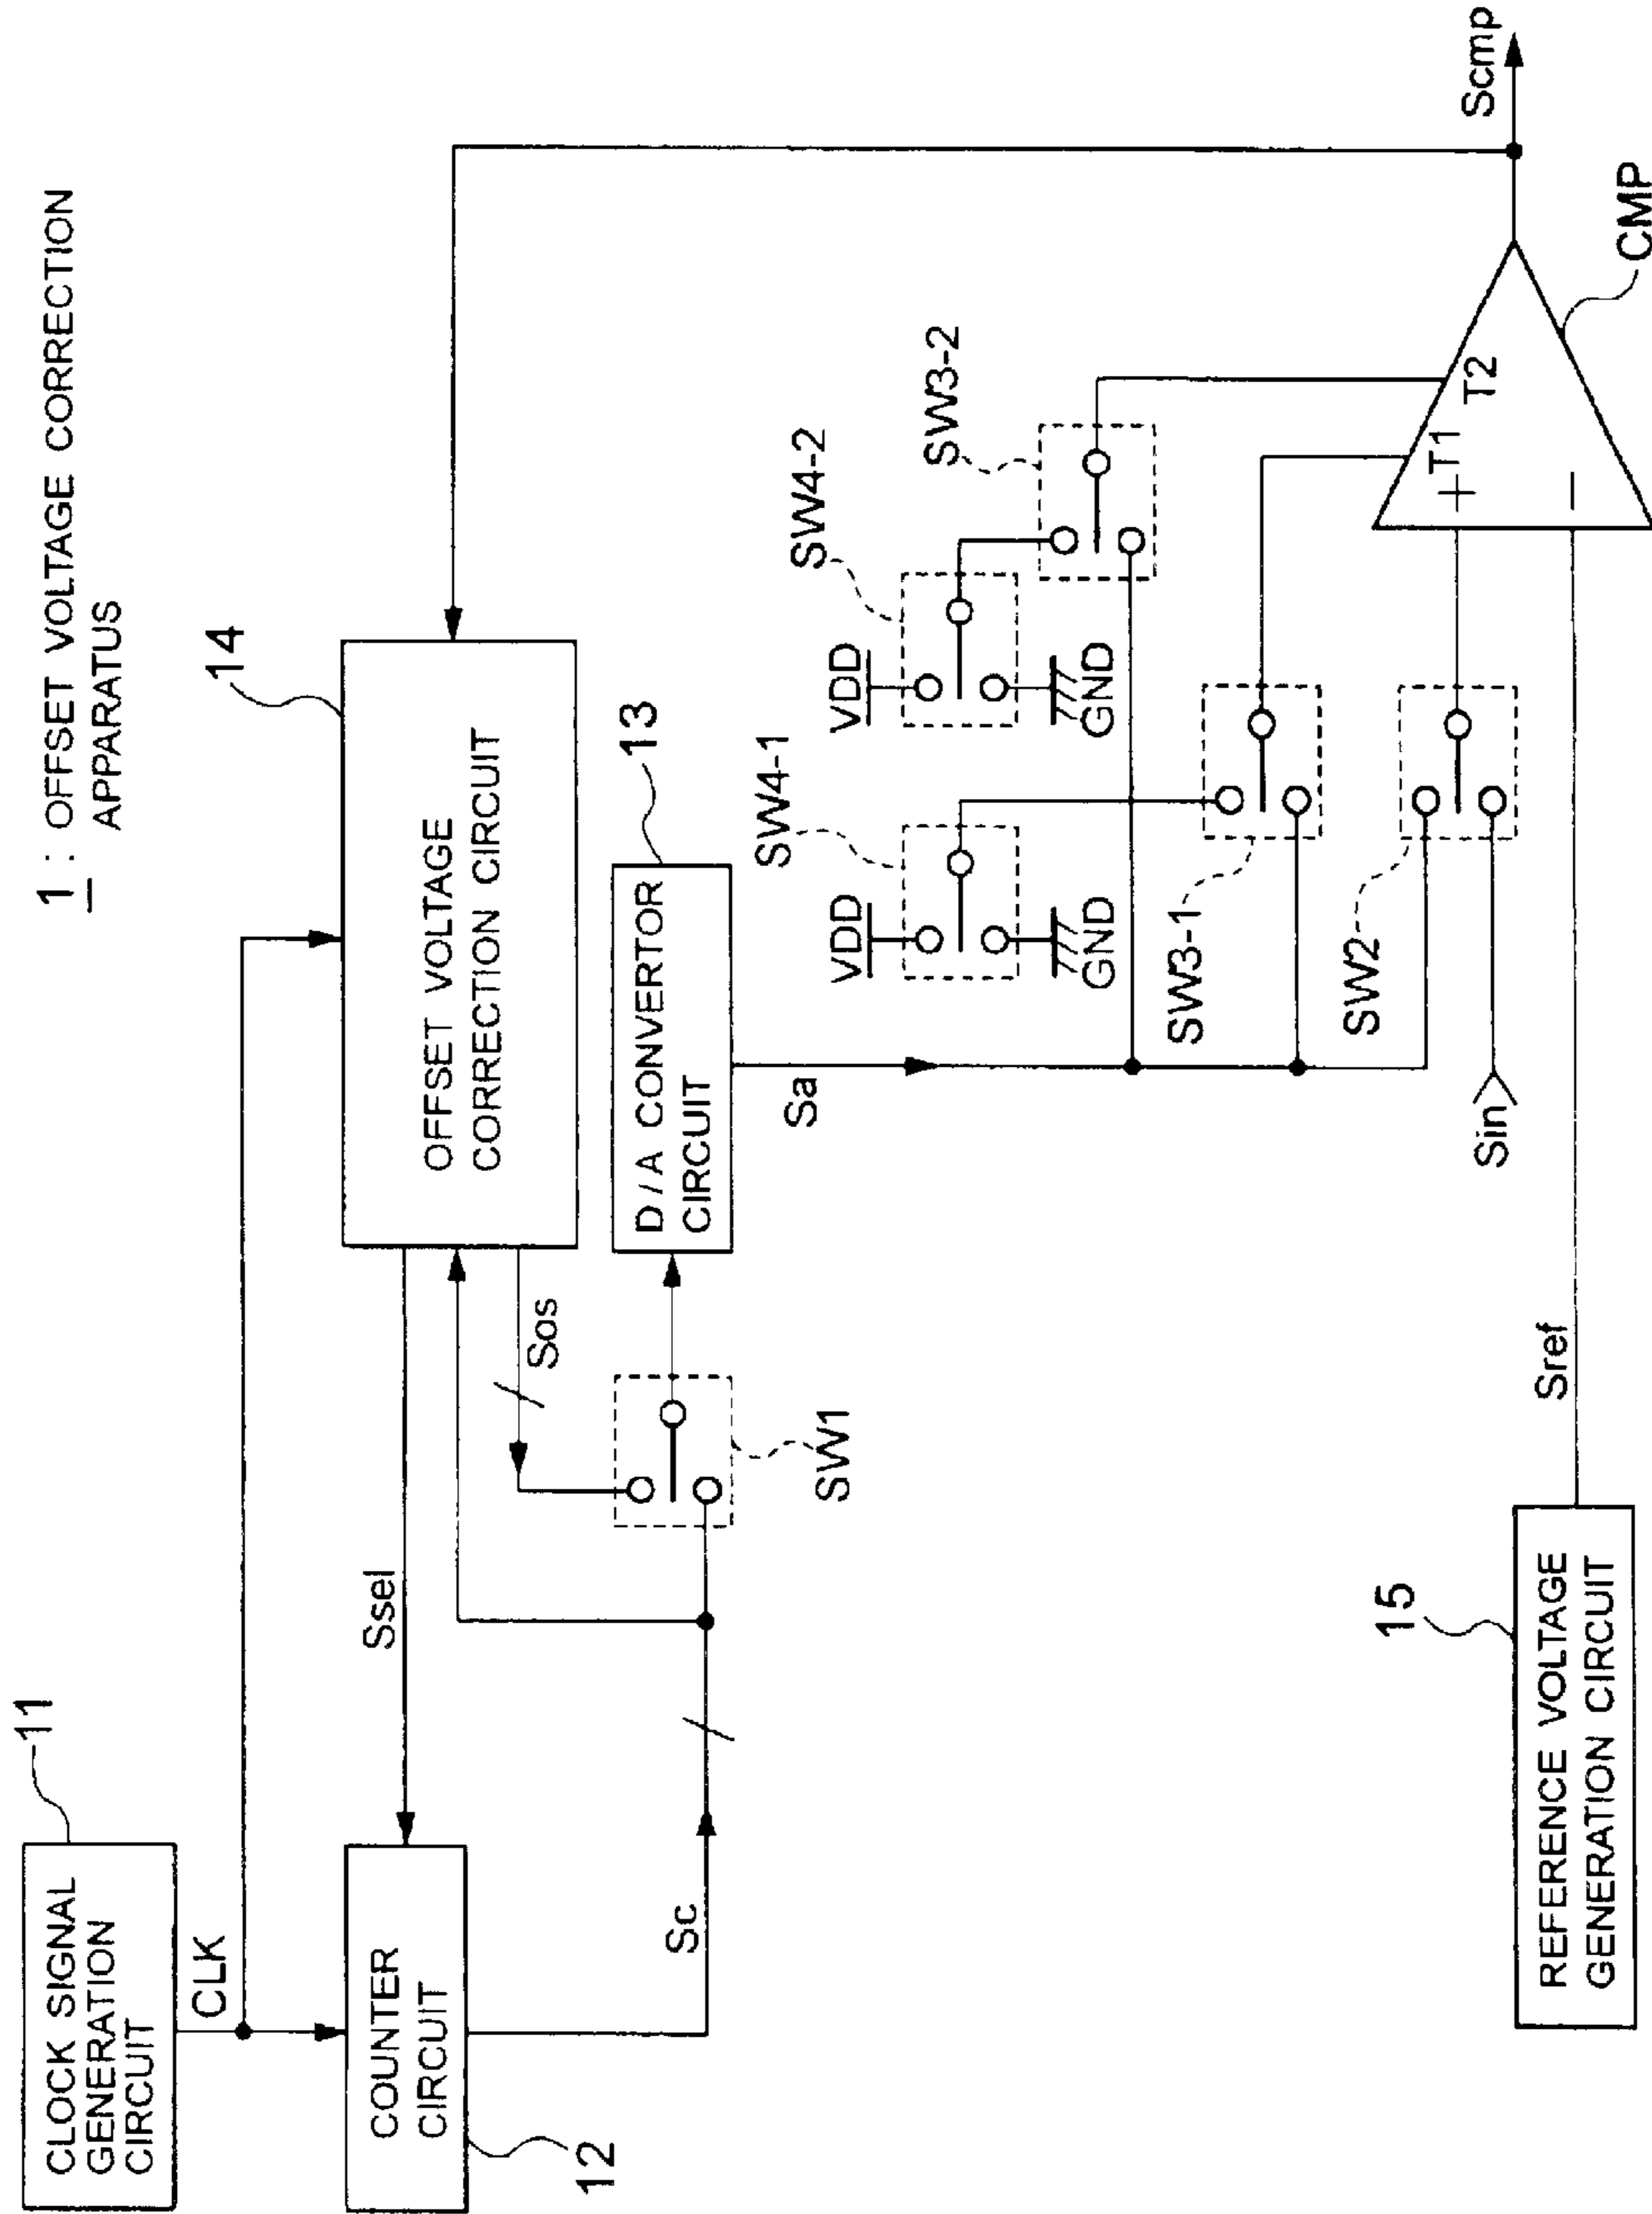 1 : OFFSET VOLTAGE CORRECTION
APPARATUS
11
CLOCK SIGNAL
GENERATION
CIRCUIT
CLK
14
OFFSET VOLTAGE
CORRECTION CIRCUIT
Ssel
Sos
COUNTER
CIRCUIT
12
Sc
SW1
D/A CONVERTOR
CIRCUIT
13
Sa
SW4-1
VDD
GND
SW4-2
VDD
GND
SW3-2
SW3-1
SW2
Sin
T1
T2
+
−
CMP
Scmp
15
REFERENCE VOLTAGE
GENERATION CIRCUIT
Sref